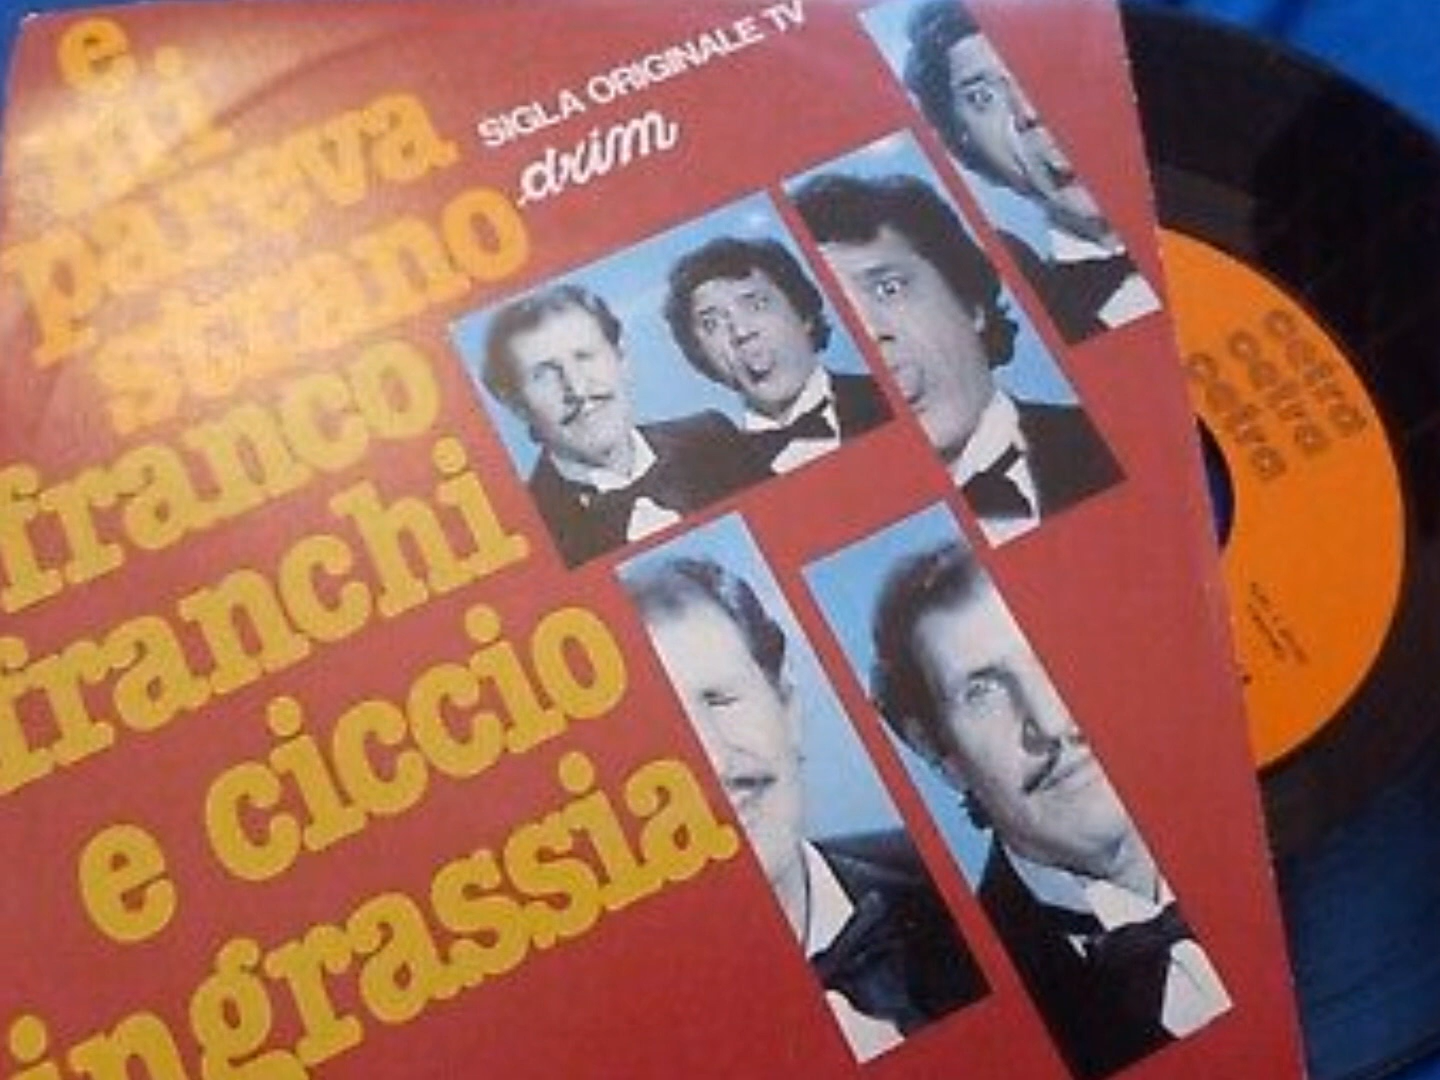 e
mi
pareva
strano
SIGLA ORIGINALE TV
drim
franco
franchi
e ciccio
ingrassia
cetra
cetra
cetra